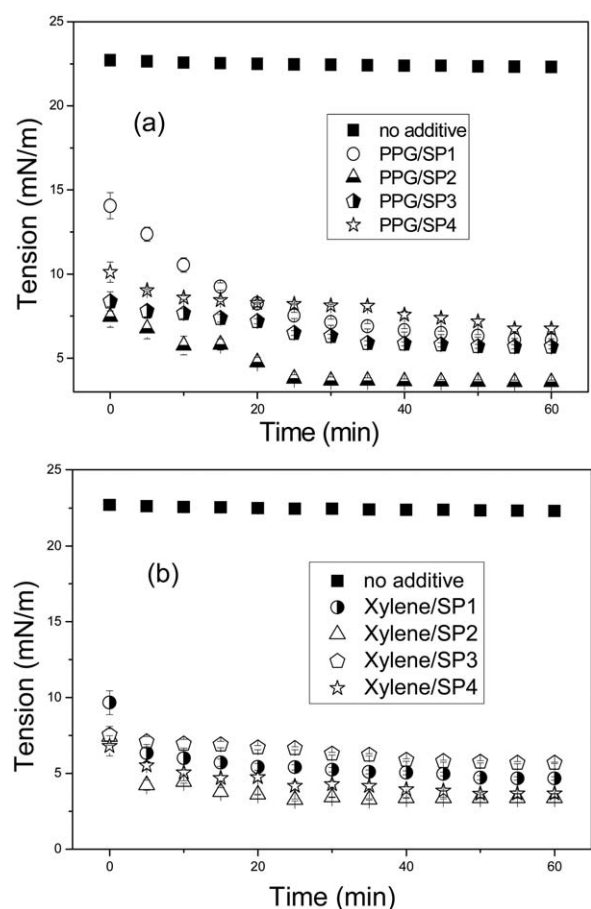 25
20
15
10
5
Tension (mN/m)
(a)
no additive
PPG/SP1
PPG/SP2
PPG/SP3
PPG/SP4
0 20 40 60
Time (min)
25
20
15
10
5
0
Tension (mN/m)
(b)
no additive
Xylene/SP1
Xylene/SP2
Xylene/SP3
Xylene/SP4
0 20 40 60
Time (min)